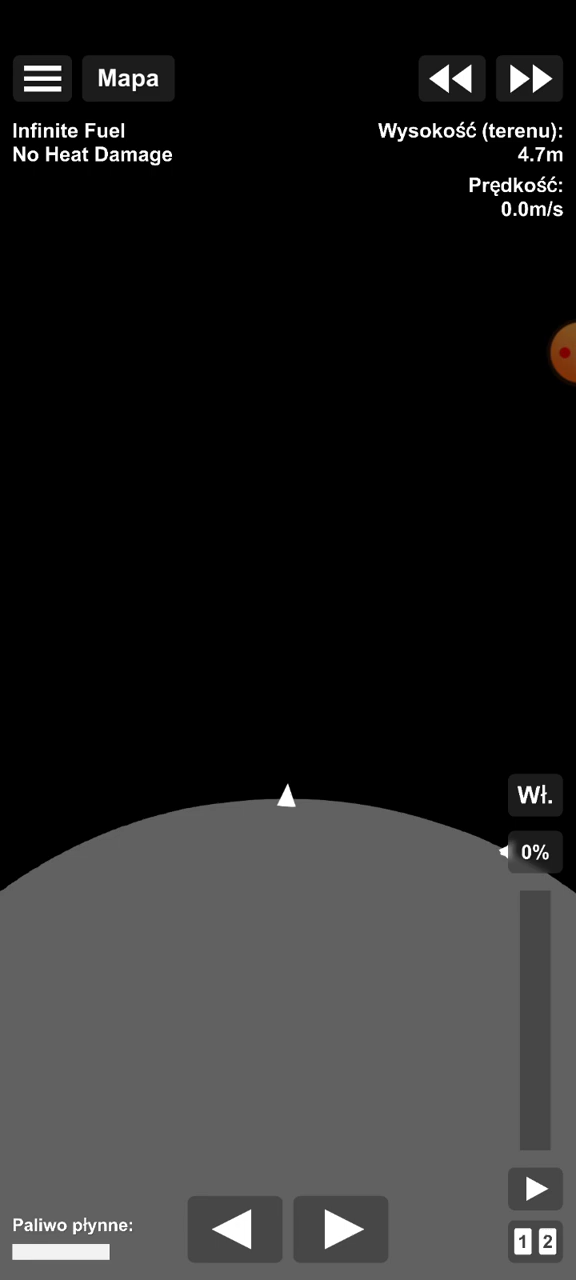 Mapa
Infinite Fuel
No Heat Damage
Wysokość (terenu):
4.7m
Prędkość:
0.0m/s
Wł.
0%
Paliwo płynne:
1 2